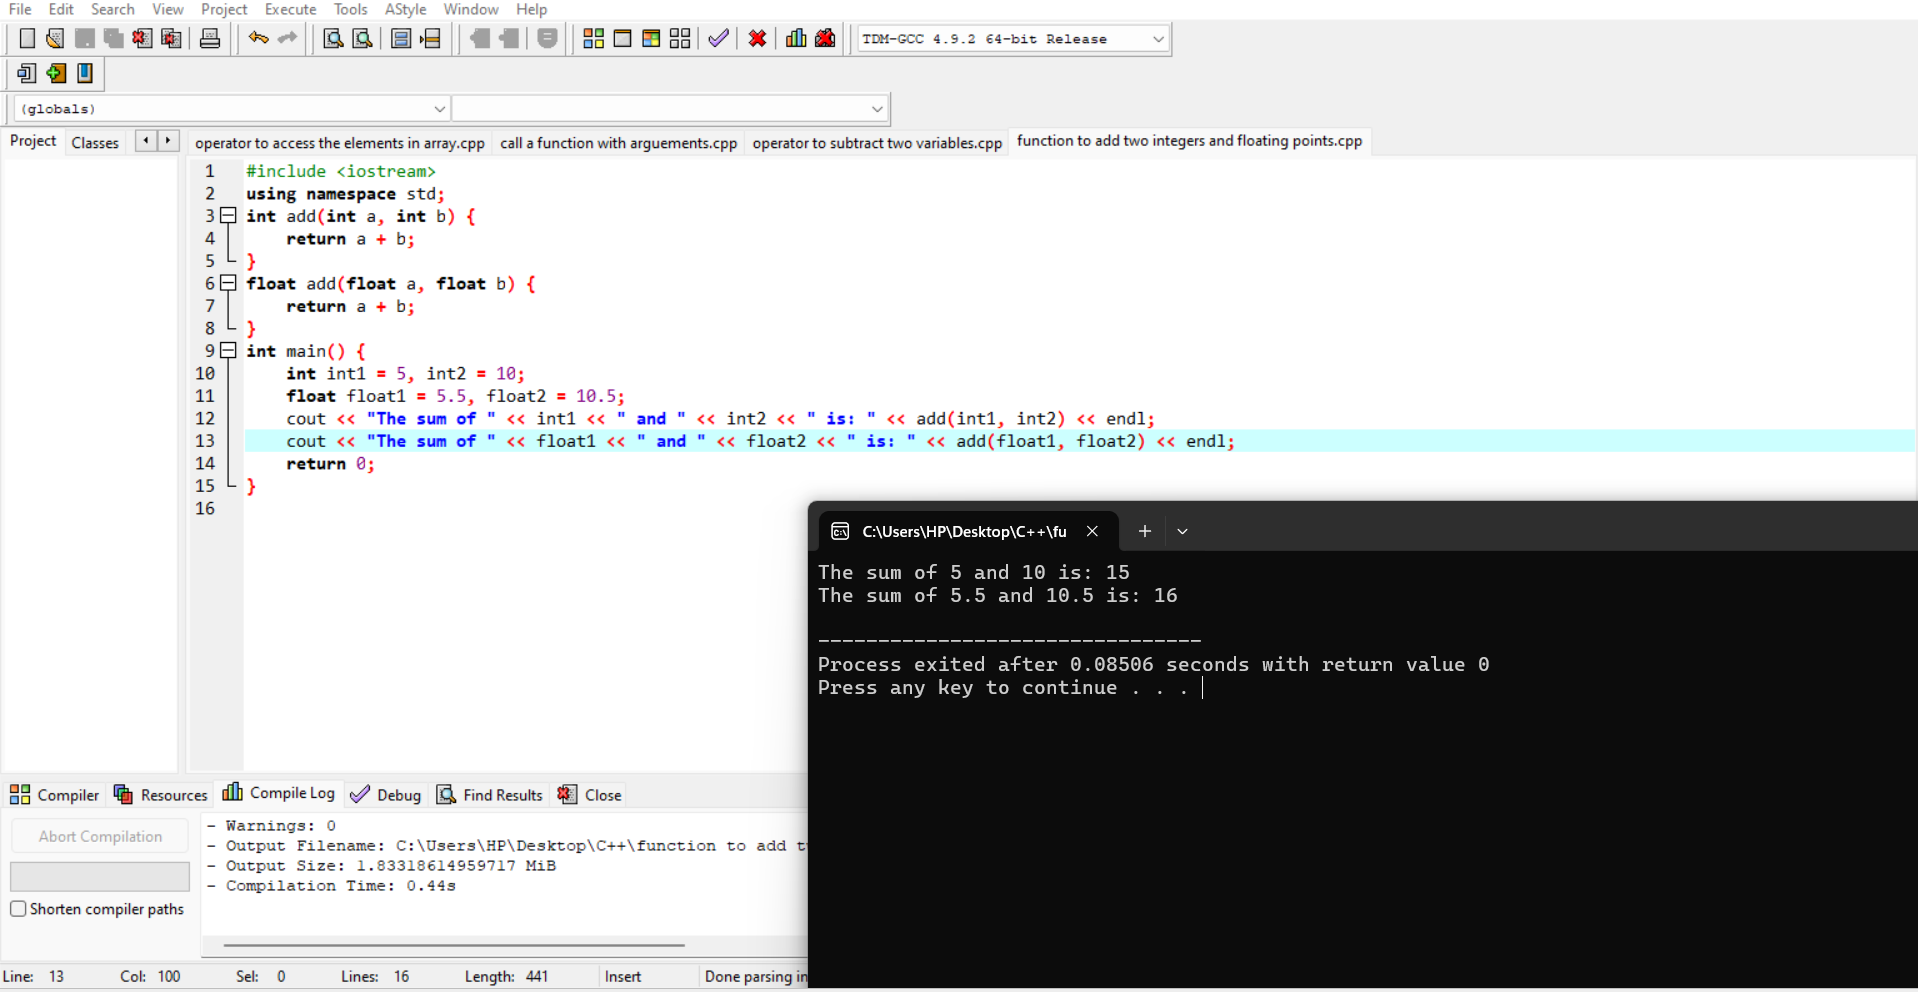 File Edit Search View Project Execute Tools AStyle Window Help
TDM-GCC 4.9.2 64-bit Release
(globals)
Project Classes operator to access the elements in array.cpp call a function with arguements.cpp operator to subtract two variables.cpp function to add two integers and floating points.cpp
1 #include <iostream>
2 using namespace std;
3 int add(int a, int b) {
4 return a + b;
5 }
6 float add(float a, float b) {
7 return a + b;
8 }
9 int main() {
10 int int1 = 5, int2 = 10;
11 float float1 = 5.5, float2 = 10.5;
12 cout << "The sum of " << int1 << " and " << int2 << " is: " << add(int1, int2) << endl;
13 cout << "The sum of " << float1 << " and " << float2 << " is: " << add(float1, float2) << endl;
14 return 0;
15 }
16
C:\Users\HP\Desktop\C++\fu
The sum of 5 and 10 is: 15
The sum of 5.5 and 10.5 is: 16
--------------------------------
Process exited after 0.08506 seconds with return value 0
Press any key to continue . . .
Compiler Resources Compile Log Debug Find Results Close
Abort Compilation
Shorten compiler paths
- Warnings: 0
- Output Filename: C:\Users\HP\Desktop\C++\function to add t
- Output Size: 1.83318614959717 MiB
- Compilation Time: 0.44s
Line: 13 Col: 100 Sel: 0 Lines: 16 Length: 441 Insert Done parsing in